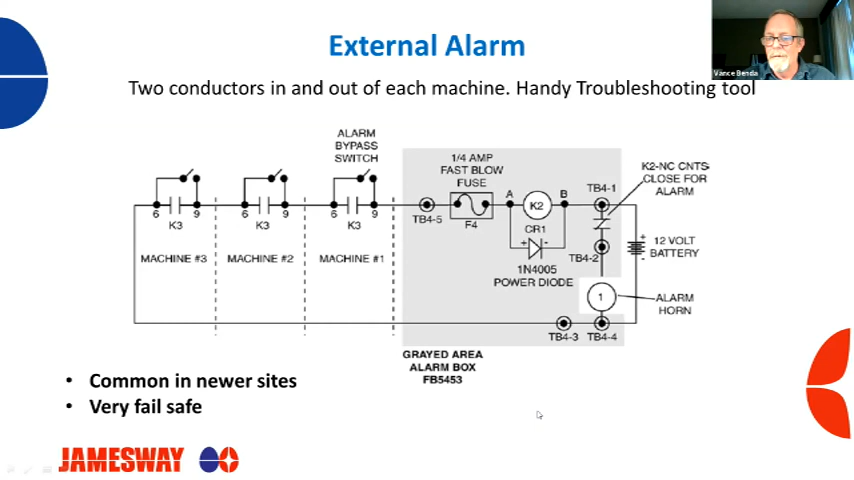 External Alarm
Vance Benda
Two conductors in and out of each machine. Handy Troubleshooting tool
ALARM
BYPASS
SWITCH
1/4 AMP
FAST BLOW
FUSE
K2-NC CNTS
CLOSE FOR
ALARM
A
B
TB4-1
6
9
6
9
6
9
K3
K3
K3
TB4-5
F4
K2
CR1
+
-
+
-
12 VOLT
BATTERY
MACHINE #3
MACHINE #2
MACHINE #1
TB4-2
1N4005
POWER DIODE
1
ALARM
HORN
TB4-3
TB4-4
GRAYED AREA
ALARM BOX
FB5453
• Common in newer sites
• Very fail safe
JAMESWAY